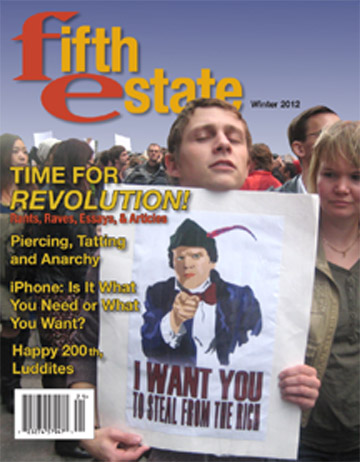 fifth
estate
Winter 2012
TIME FOR
REVOLUTION!
Rants, Raves, Essays, & Articles
Piercing, Tatting
and Anarchy
iPhone: Is It What
You Need or What
You Want?
Happy 200th,
Luddites
I WANT YOU
TO STEAL FROM THE RICH